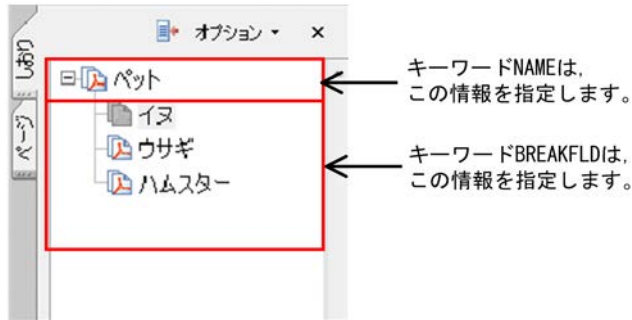 オプション ▾ ×
しおり
ページ
ペット
イヌ
ウサギ
ハムスター
キーワードNAMEは,
この情報を指定します。
キーワードBREAKFLDは,
この情報を指定します。